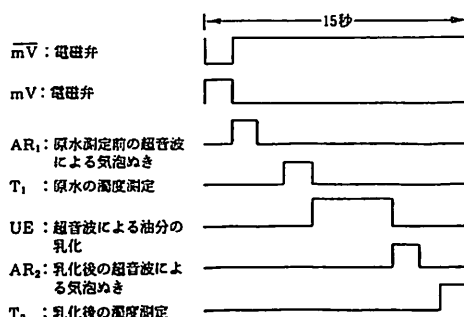 15秒
m̅V̅：電磁弁
mV：電磁弁
AR₁：原水測定前の超音波
による気泡ぬき
T₁：原水の濁度測定
UE：超音波による油分の
乳化
AR₂：乳化後の超音波によ
る気泡ぬき
T₂：乳化後の濁度測定